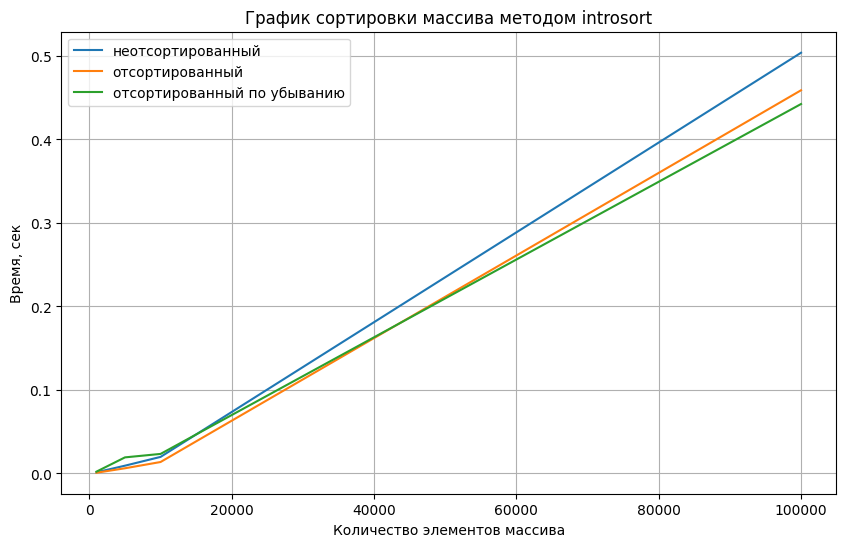 График сортировки массива методом introsort
неотсортированный
отсортированный
отсортированный по убыванию
Время, сек
0.5
0.4
0.3
0.2
0.1
0.0
0
20000
40000
60000
80000
100000
Количество элементов массива